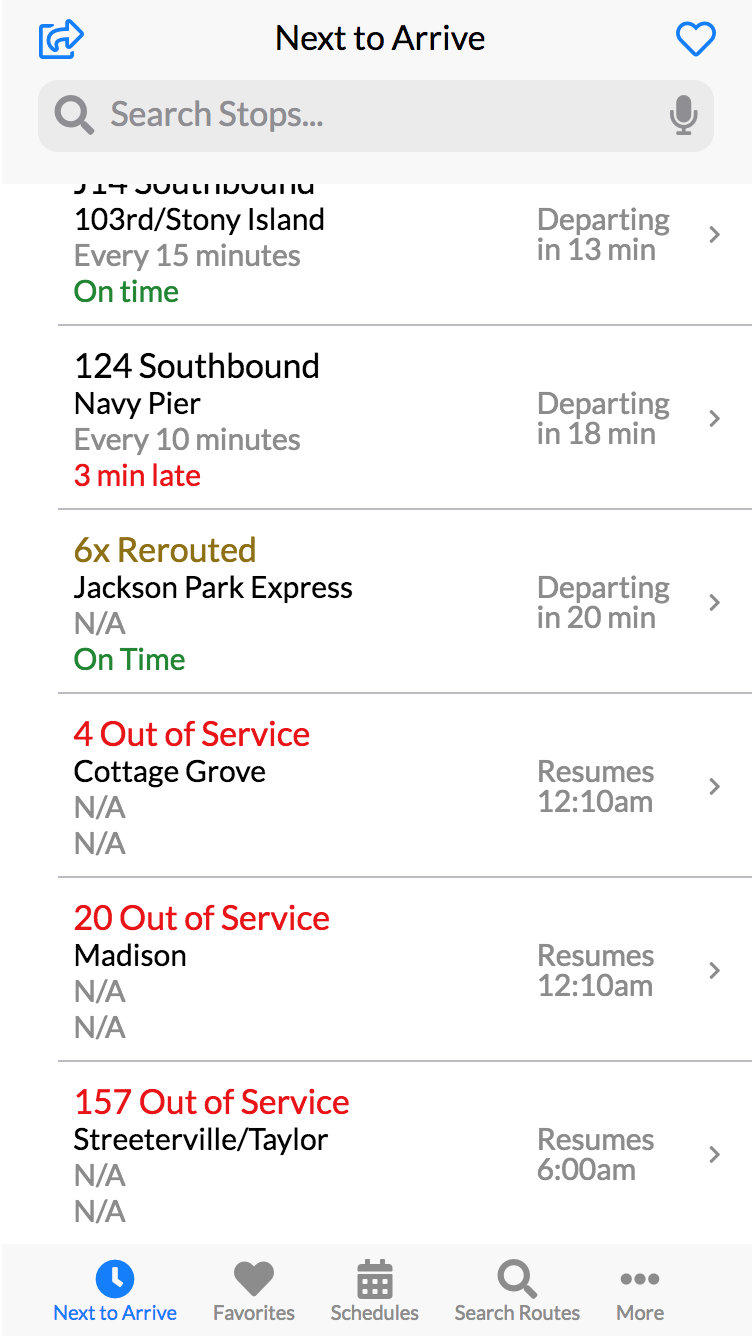 Next to Arrive
Search Stops...
J14 Southbound
103rd/Stony Island
Every 15 minutes
On time
Departing
in 13 min
124 Southbound
Navy Pier
Every 10 minutes
3 min late
Departing
in 18 min
6x Rerouted
Jackson Park Express
N/A
On Time
Departing
in 20 min
4 Out of Service
Cottage Grove
N/A
N/A
Resumes
12:10am
20 Out of Service
Madison
N/A
N/A
Resumes
12:10am
157 Out of Service
Streeterville/Taylor
N/A
N/A
Resumes
6:00am
Next to Arrive
Favorites
Schedules
Search Routes
More